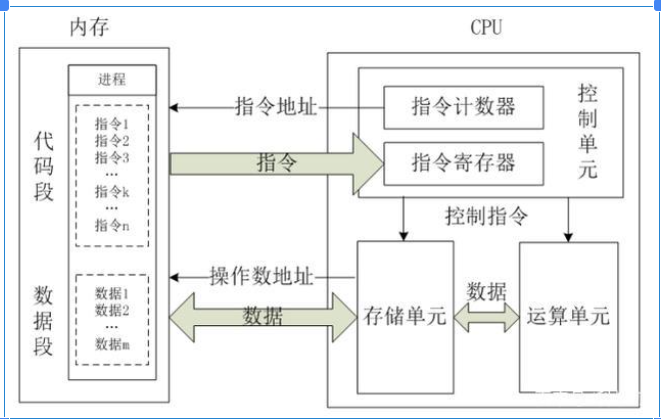 内存
CPU
进程
代码段
指令1
指令2
指令3
...
指令k
...
指令n
数据段
数据1
数据2
...
数据m
指令地址
指令
操作数地址
数据
指令计数器
指令寄存器
控制单元
控制指令
存储单元
数据
运算单元